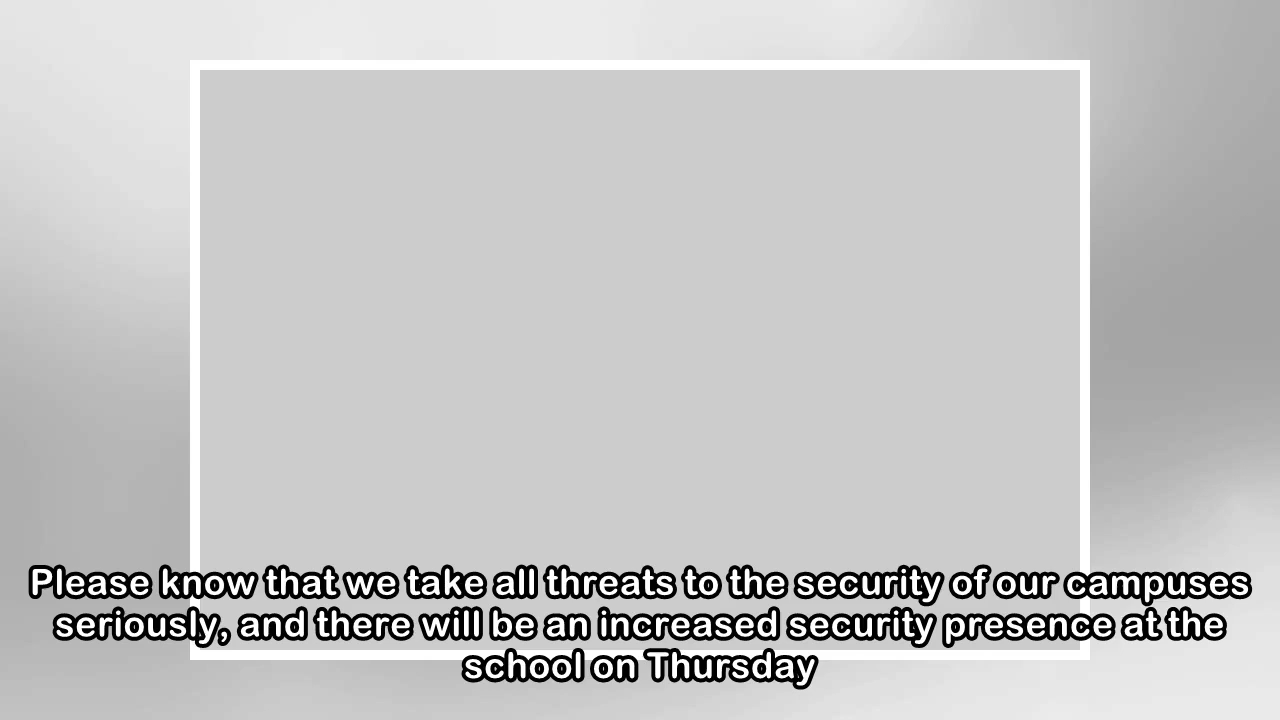 Please know that we take all threats to the security of our campuses
seriously, and there will be an increased security presence at the
school on Thursday